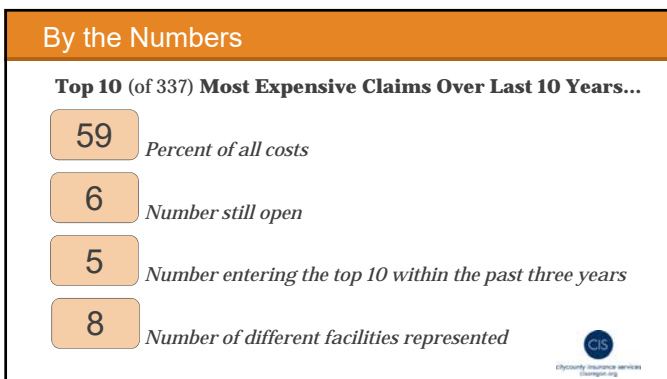 By the Numbers
Top 10 (of 337) Most Expensive Claims Over Last 10 Years...
59
Percent of all costs
6
Number still open
5
Number entering the top 10 within the past three years
8
Number of different facilities represented
CIS
citycounty insurance services
cisoregon.org